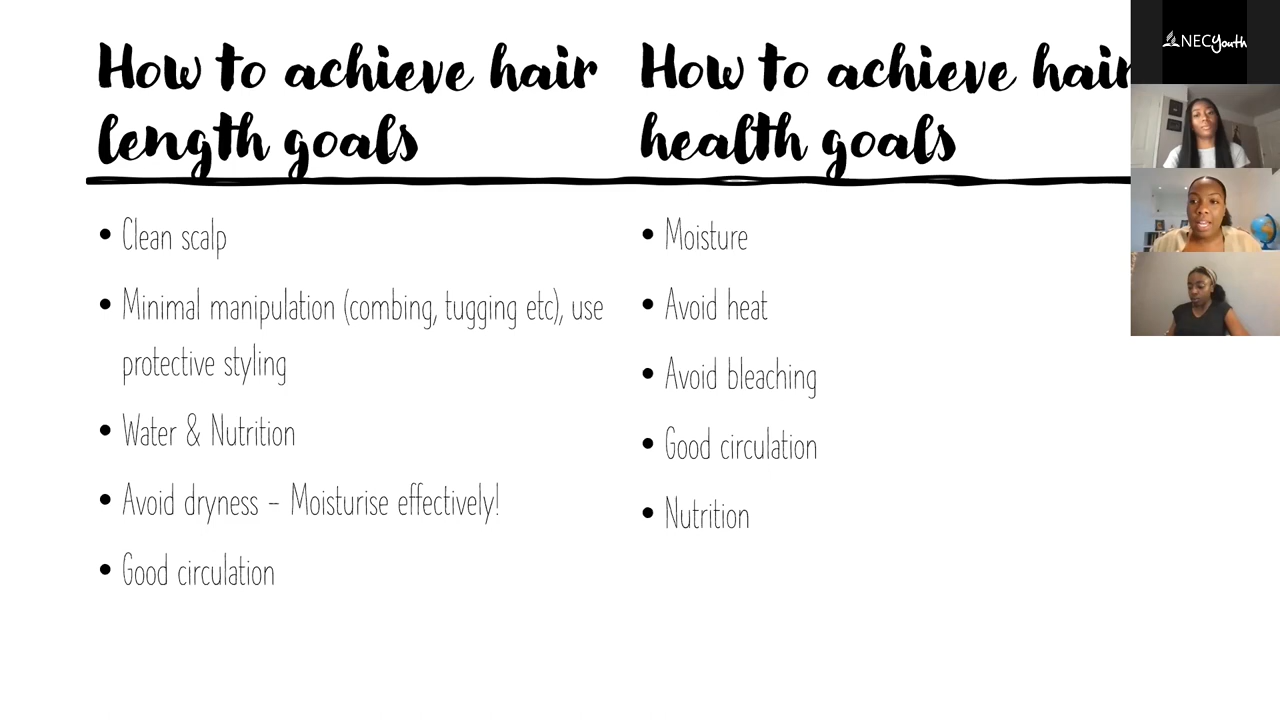 How to achieve hair
length goals
• Clean scalp
• Minimal manipulation (combing, tugging etc), use
protective styling
• Water & Nutrition
• Avoid dryness – Moisturise effectively!
• Good circulation
How to achieve hair
health goals
• Moisture
• Avoid heat
• Avoid bleaching
• Good circulation
• Nutrition
NECYouth